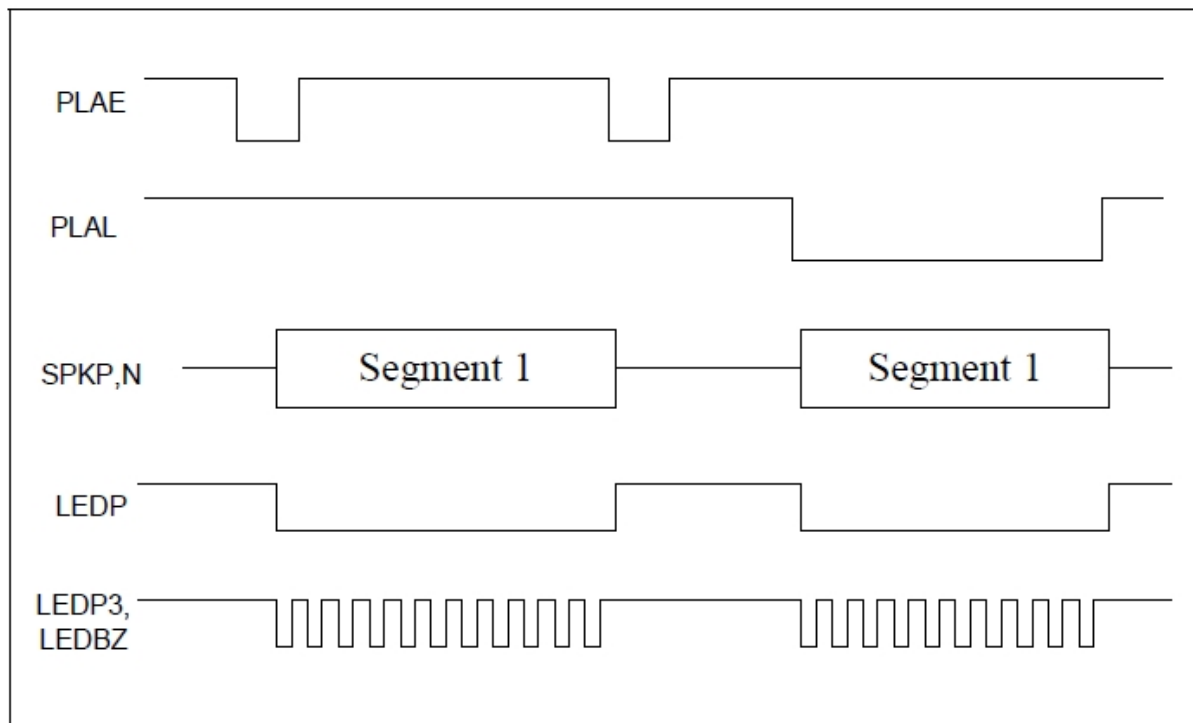 PLAE
PLAL
SPKP,N
Segment 1
Segment 1
LEDP
LEDP3,
LEDBZ